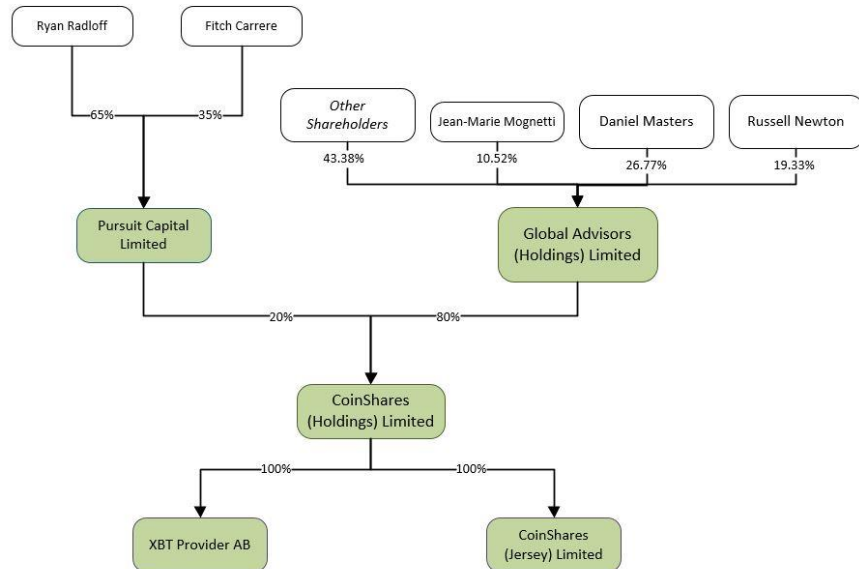 Ryan Radloff
Fitch Carrere
65%
35%
Other
Shareholders
Jean-Marie Mognetti
Daniel Masters
Russell Newton
43.38%
10.52%
26.77%
19.33%
Pursuit Capital
Limited
Global Advisors
(Holdings) Limited
20%
80%
CoinShares
(Holdings) Limited
100%
100%
XBT Provider AB
CoinShares
(Jersey) Limited